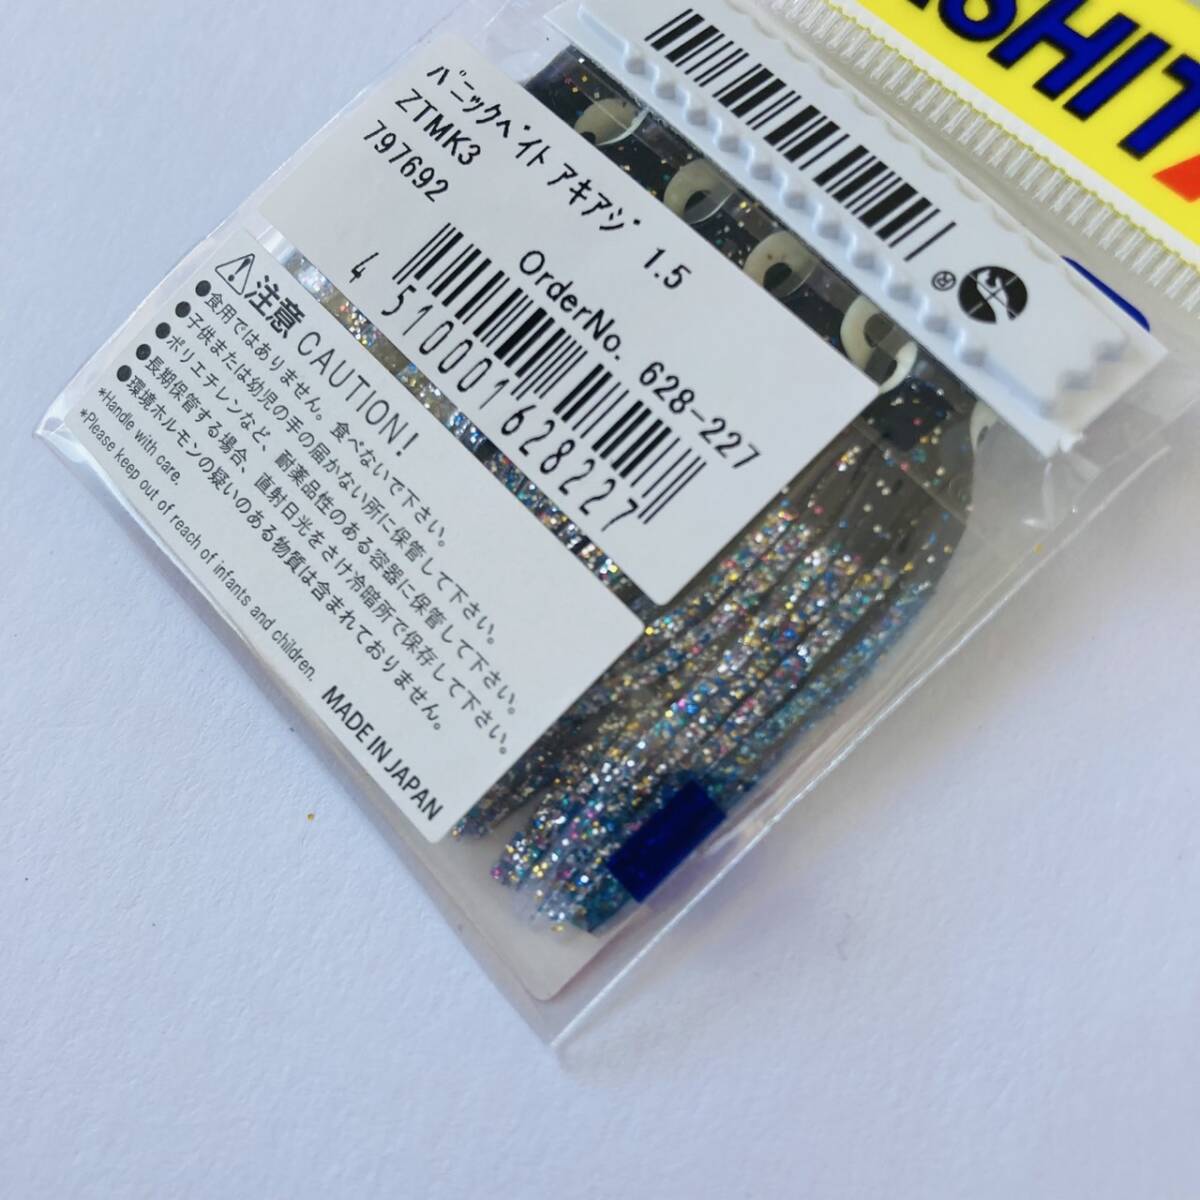 SHIT
®
ﾊﾟﾆｯｸﾍﾞｲﾄ ｱｷｱｼﾞ 1.5
ZTMK3
797692
OrderNo. 628-227
4 510001 628227
注意 CAUTION!
●食用ではありません。食べないで下さい。
●子供または幼児の手の届かない所に保管して下さい。
●ポリエチレンなど、耐薬品性のある容器に保管して下さい。
●長期保管する場合、直射日光をさけ冷暗所で保存して下さい。
●環境ホルモンの疑いのある物質は含まれておりません。
*Handle with care.
*Please keep out of reach of infants and children.
MADE IN JAPAN